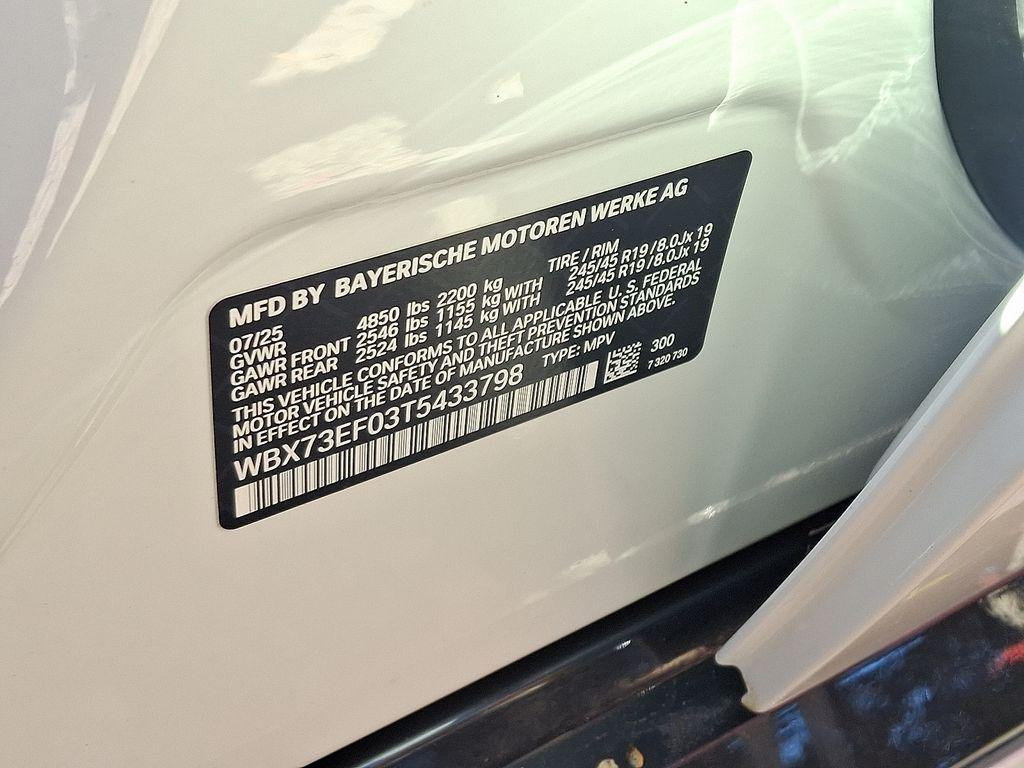 MFD BY BAYERISCHE MOTOREN WERKE AG
07/25 TIRE / RIM
GVWR 4850 lbs 2200 kg
GAWR FRONT 2546 lbs 1155 kg WITH 245/45 R19 / 8.0Jx 19
GAWR REAR 2524 lbs 1145 kg WITH 245/45 R19 / 8.0Jx 19
THIS VEHICLE CONFORMS TO ALL APPLICABLE U. S. FEDERAL
MOTOR VEHICLE SAFETY AND THEFT PREVENTION STANDARDS
IN EFFECT ON THE DATE OF MANUFACTURE SHOWN ABOVE.
WBX73EF03T5433798 TYPE: MPV 300
7 320 730